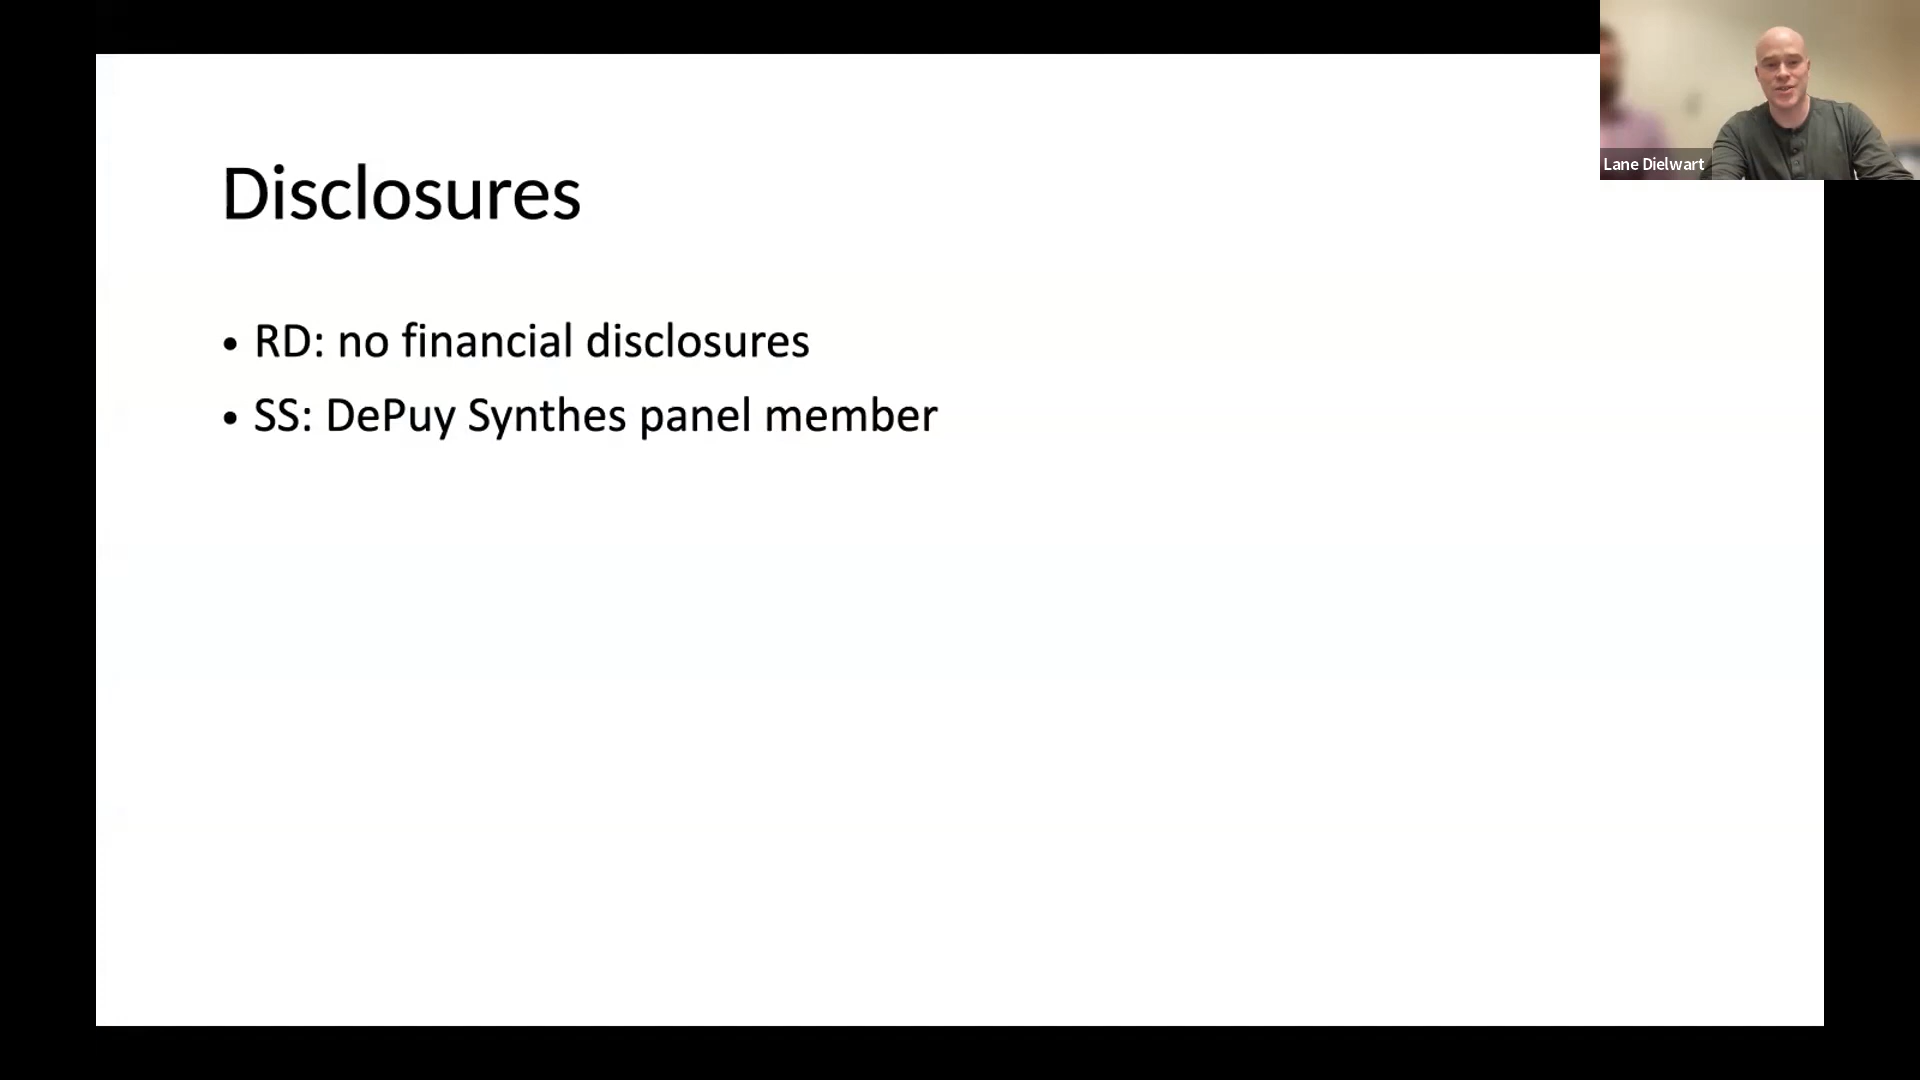 Disclosures
• RD: no financial disclosures
• SS: DePuy Synthes panel member
Lane Dielwart